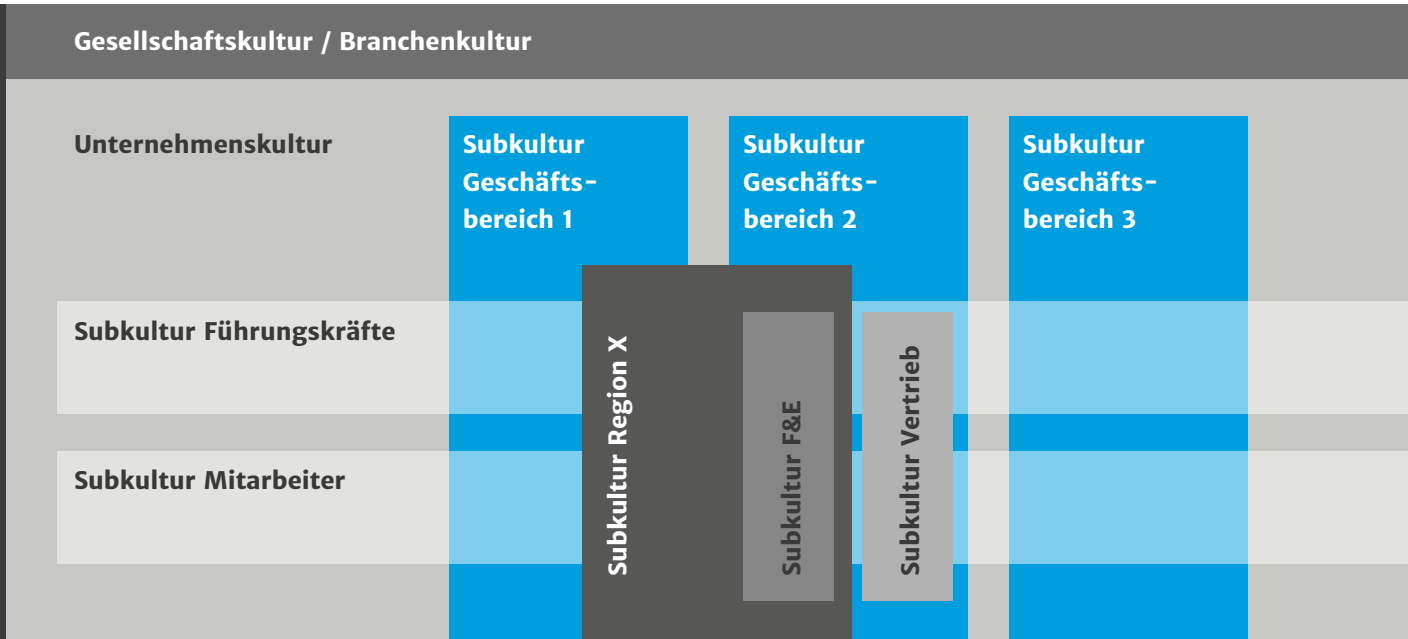 Gesellschaftskultur / Branchenkultur
Unternehmenskultur
Subkultur
Geschäfts-
bereich 1
Subkultur
Geschäfts-
bereich 2
Subkultur
Geschäfts-
bereich 3
Subkultur Führungskräfte
Subkultur Mitarbeiter
Subkultur Region X
Subkultur F&E
Subkultur Vertrieb